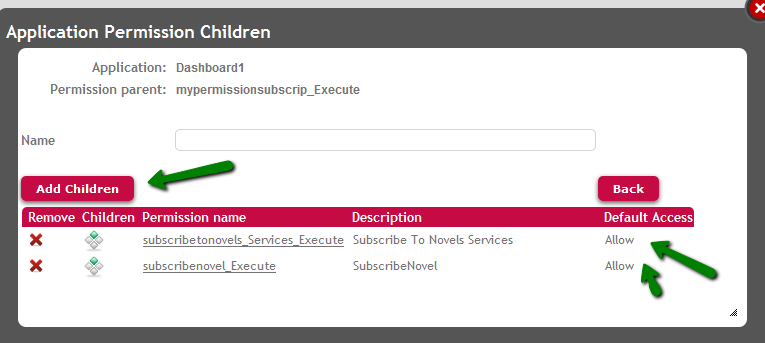 Application Permission Children
Application: Dashboard1
Permission parent: mypermissionsubscrip_Execute
Name
Add Children Back
Remove Children Permission name Description Default Access
subscribetonovels_Services_Execute Subscribe To Novels Services Allow
subscribenovel_Execute SubscribeNovel Allow